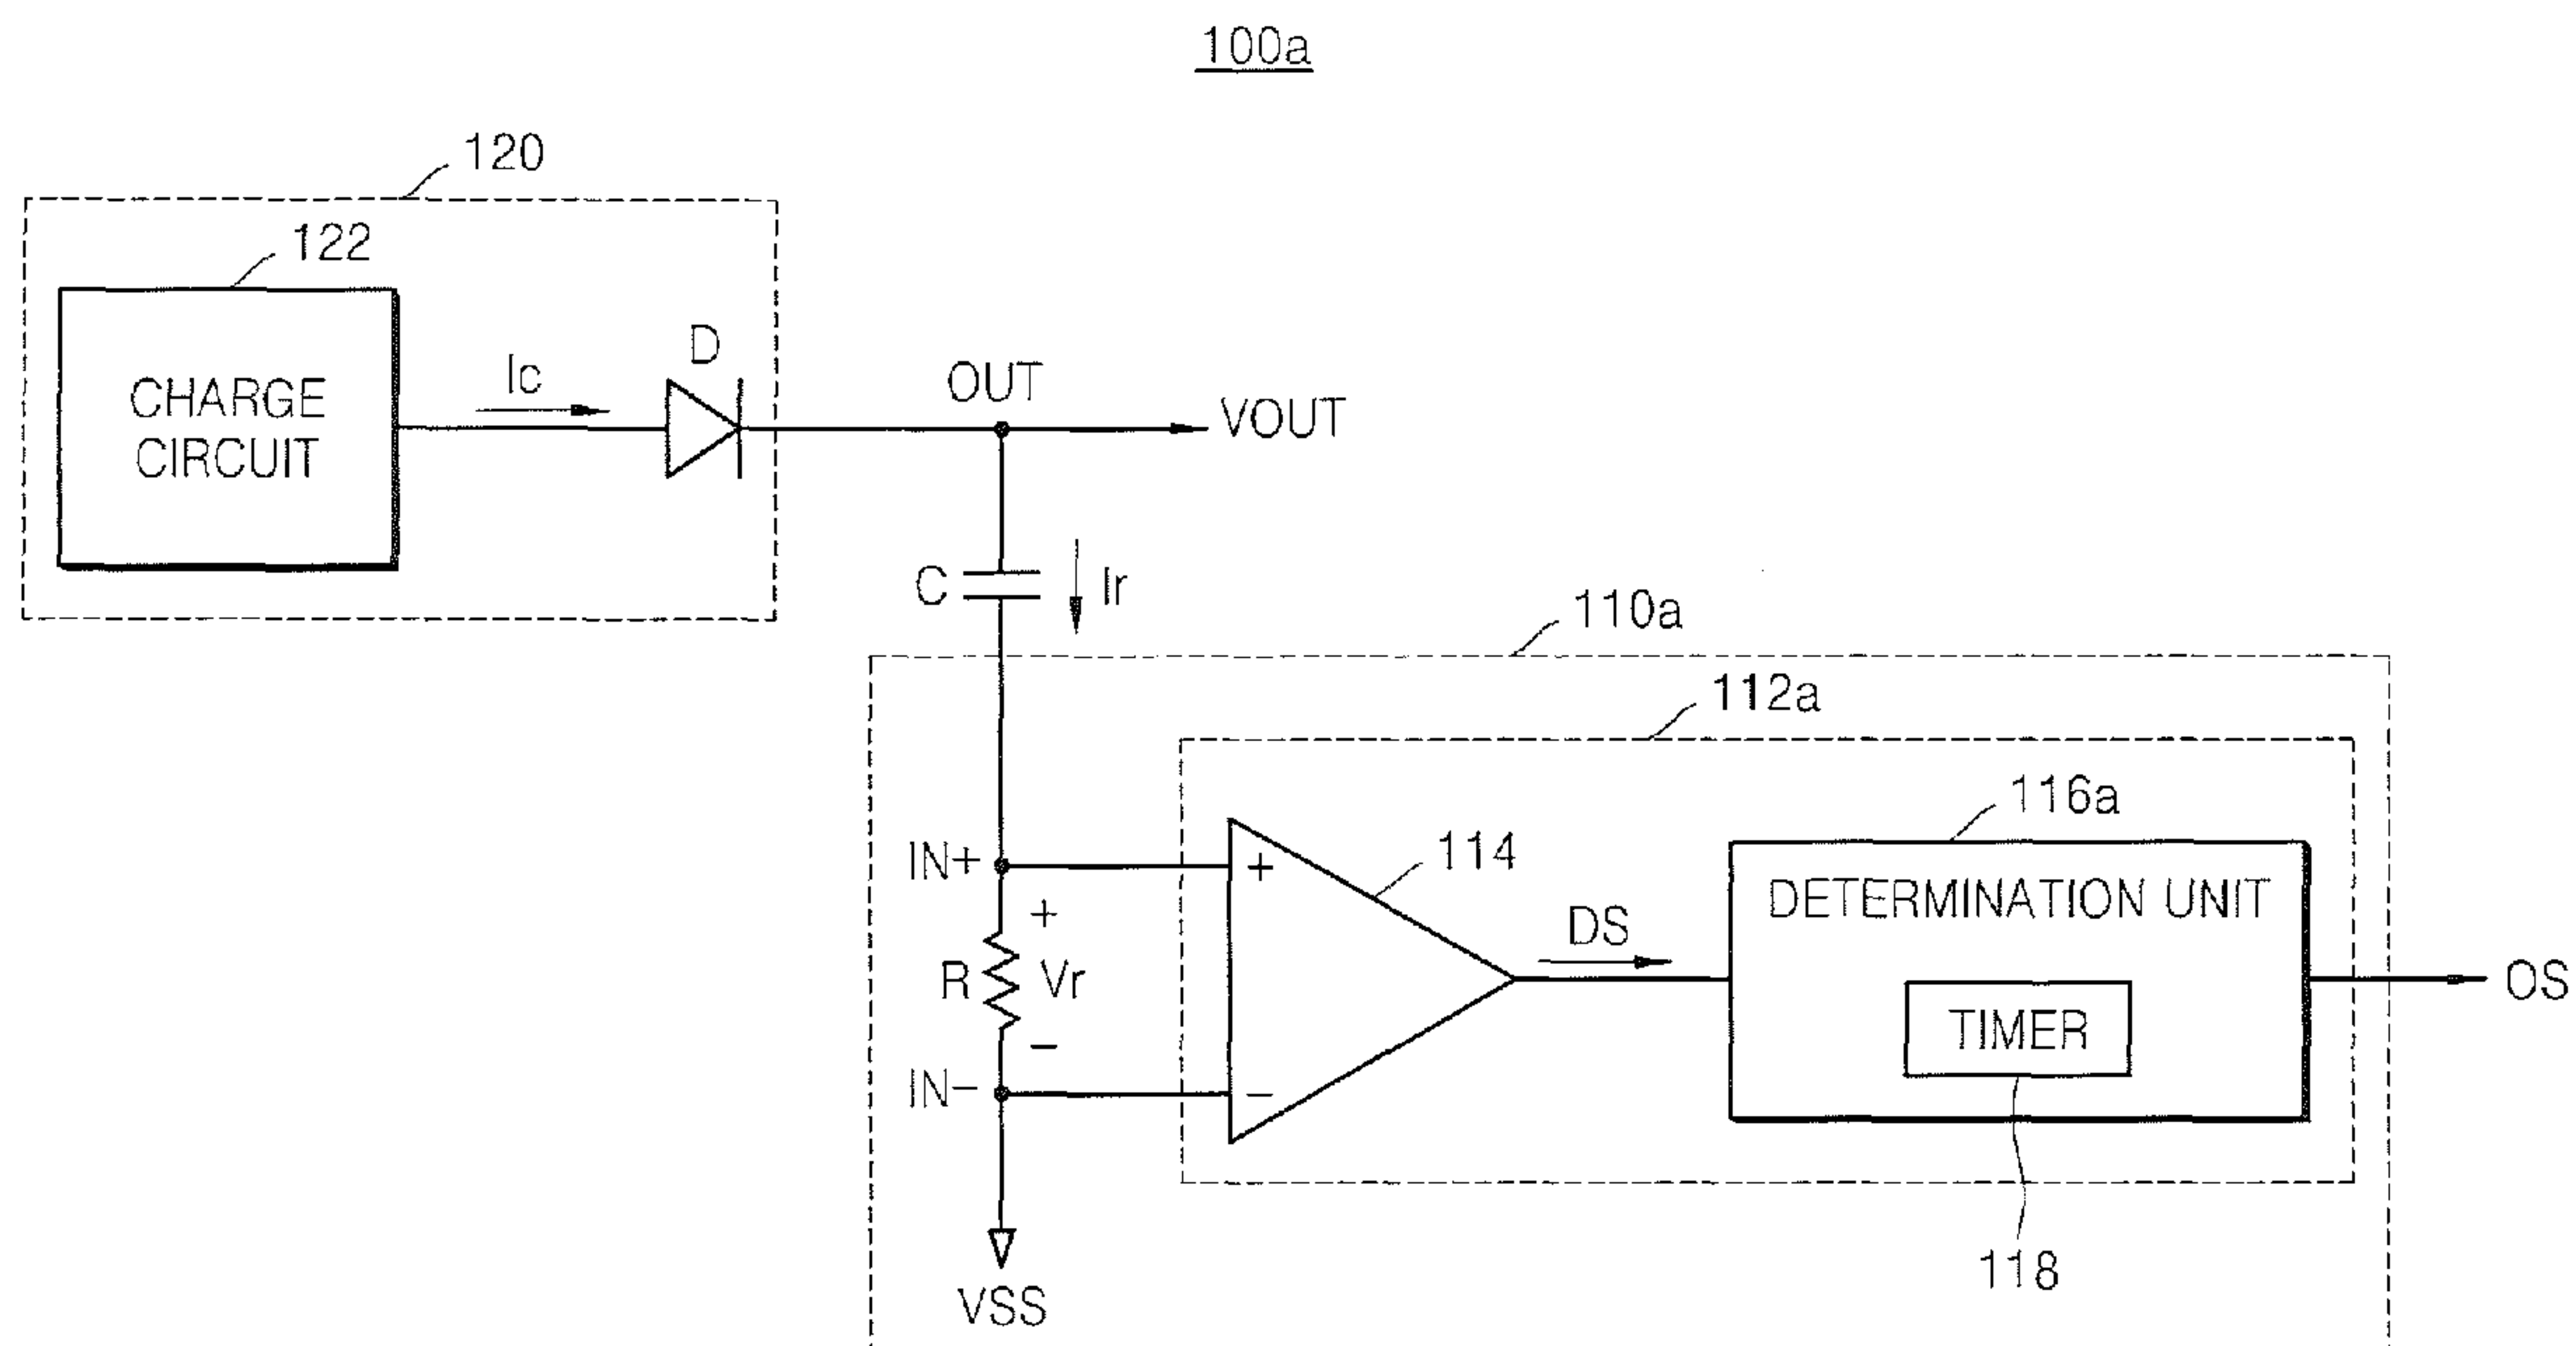 100a
120
122
CHARGE
CIRCUIT
Ic
D
OUT
VOUT
C
Ir
110a
112a
116a
114
IN+
+
+
R
Vr
−
IN−
−
DS
DETERMINATION UNIT
TIMER
OS
118
VSS